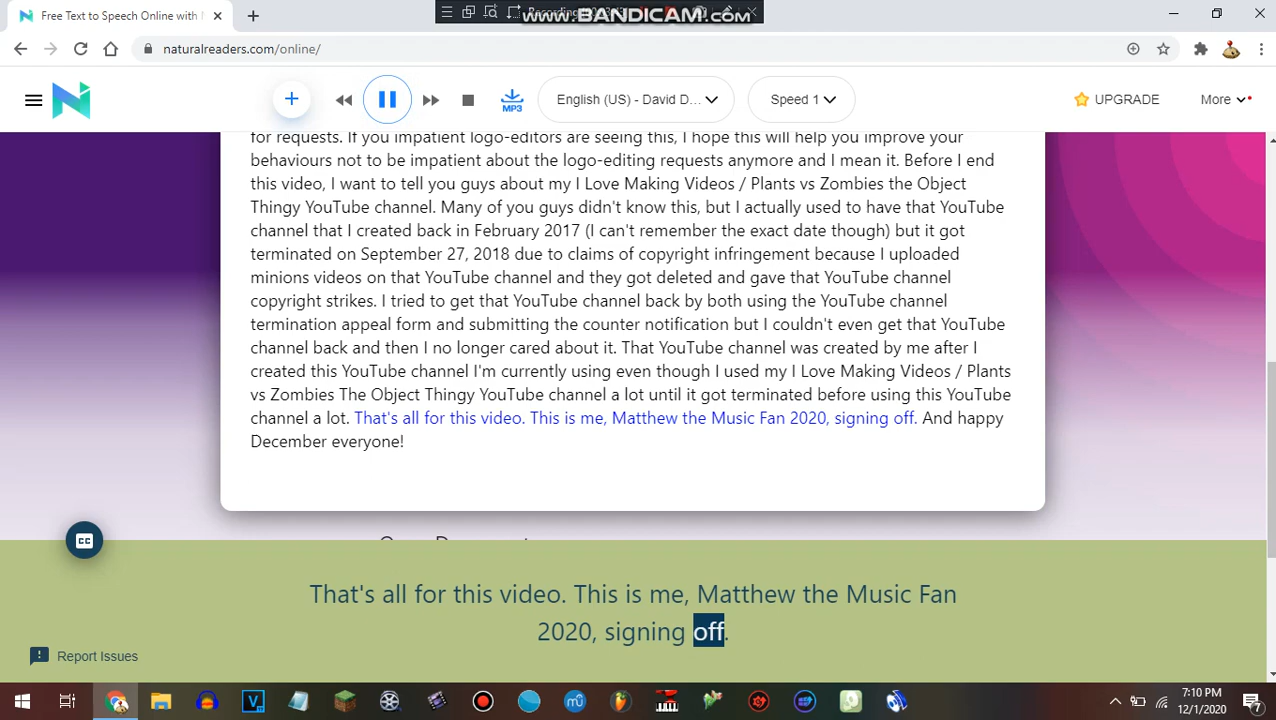 Free Text to Speech Online with N
Recording
www.BANDICAM.com
naturalreaders.com/online/
MP3
English (US) - David D...
Speed 1
UPGRADE
More
for requests. If you impatient logo-editors are seeing this, I hope this will help you improve your
behaviours not to be impatient about the logo-editing requests anymore and I mean it. Before I end
this video, I want to tell you guys about my I Love Making Videos / Plants vs Zombies the Object
Thingy YouTube channel. Many of you guys didn't know this, but I actually used to have that YouTube
channel that I created back in February 2017 (I can't remember the exact date though) but it got
terminated on September 27, 2018 due to claims of copyright infringement because I uploaded
minions videos on that YouTube channel and they got deleted and gave that YouTube channel
copyright strikes. I tried to get that YouTube channel back by both using the YouTube channel
termination appeal form and submitting the counter notification but I couldn't even get that YouTube
channel back and then I no longer cared about it. That YouTube channel was created by me after I
created this YouTube channel I'm currently using even though I used my I Love Making Videos / Plants
vs Zombies The Object Thingy YouTube channel a lot until it got terminated before using this YouTube
channel a lot. That's all for this video. This is me, Matthew the Music Fan 2020, signing off. And happy
December everyone!
CC
That's all for this video. This is me, Matthew the Music Fan
2020, signing off.
Report Issues
7:10 PM
12/1/2020
7